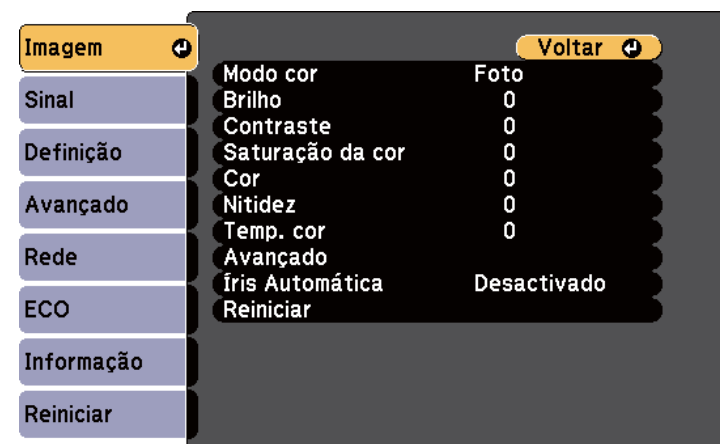 Imagem
Sinal
Definição
Avançado
Rede
ECO
Informação
Reiniciar
Voltar
Modo cor Foto
Brilho 0
Contraste 0
Saturação da cor 0
Cor 0
Nitidez 0
Temp. cor 0
Avançado
Íris Automática Desactivado
Reiniciar